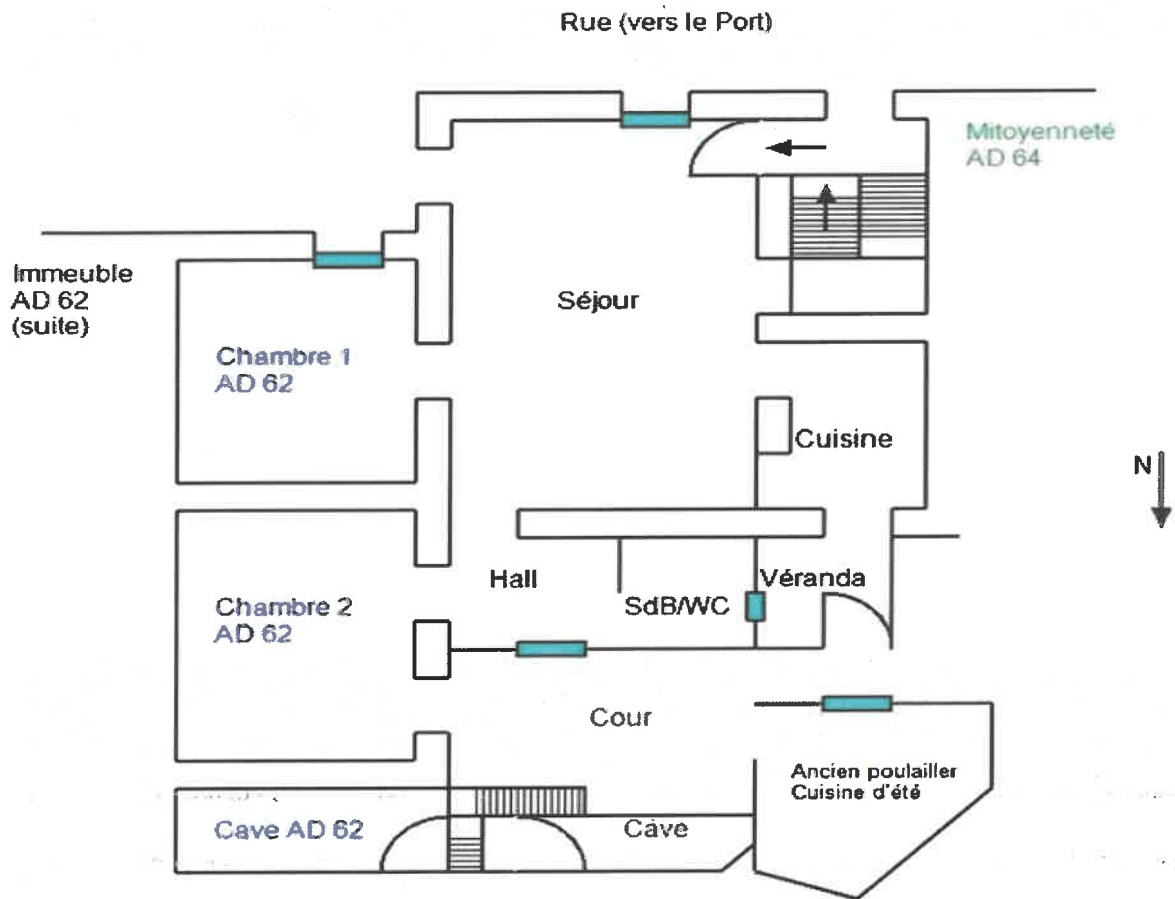 Rue (vers le Port)
Mitoyenneté
AD 64
Immeuble
AD 62
(suite)
Séjour
Chambre 1
AD 62
Cuisine
N
Hall
Véranda
SdB/WC
Chambre 2
AD 62
Cour
Ancien poulailler
Cuisine d'été
Cave AD 62
Cave